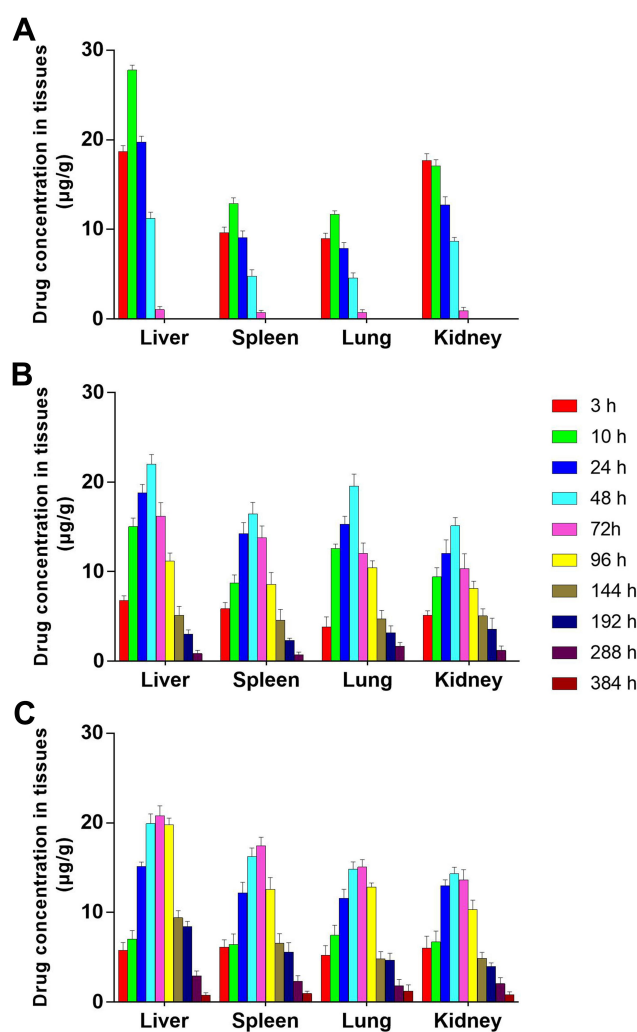 A
Drug concentration in tissues
(μg/g)
30
20
10
0
Liver Spleen Lung Kidney
B
Drug concentration in tissues
(μg/g)
30
20
10
0
Liver Spleen Lung Kidney
3 h
10 h
24 h
48 h
72h
96 h
144 h
192 h
288 h
384 h
C
Drug concentration in tissues
(μg/g)
30
20
10
0
Liver Spleen Lung Kidney